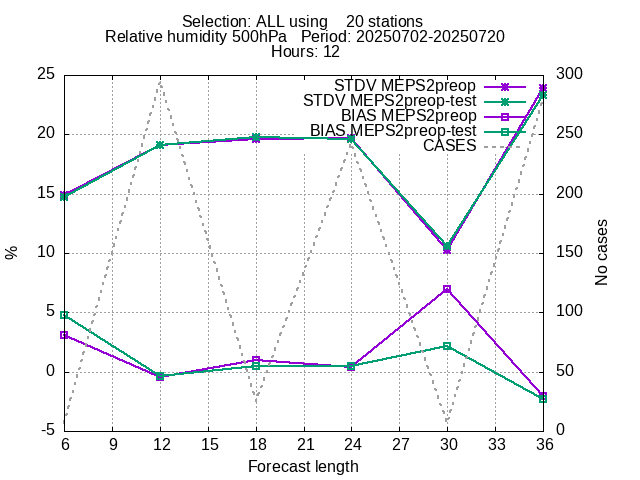 Selection: ALL using    20 stations
Relative humidity 500hPa   Period: 20250702-20250720
Hours: 12
STDV MEPS2preop
STDV MEPS2preop-test
BIAS MEPS2preop
BIAS MEPS2preop-test
CASES
25
20
15
10
5
0
-5
%
300
250
200
150
100
50
0
No cases
6 9 12 15 18 21 24 27 30 33 36
Forecast length